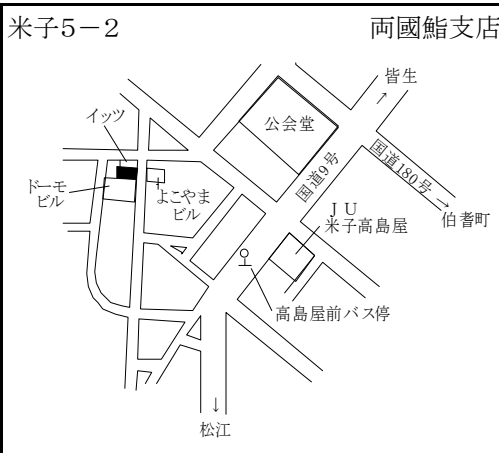 米子5－2
両國鮨支店
皆生
↑
イッツ
公会堂
国道9号
国道180号
→
伯耆町
ドーモ
ビル
よこやま
ビル
ＪＵ
米子高島屋
高島屋前バス停
↓
松江